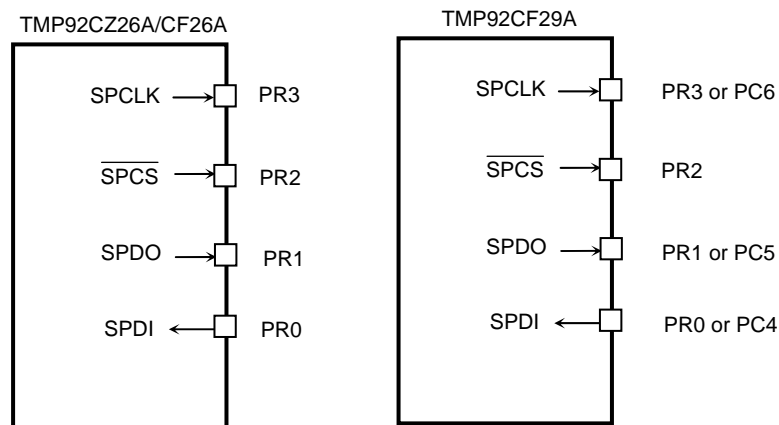 TMP92CZ26A/CF26A
SPCLK PR3
SPCS PR2
SPDO PR1
SPDI PR0
TMP92CF29A
SPCLK PR3 or PC6
SPCS PR2
SPDO PR1 or PC5
SPDI PR0 or PC4